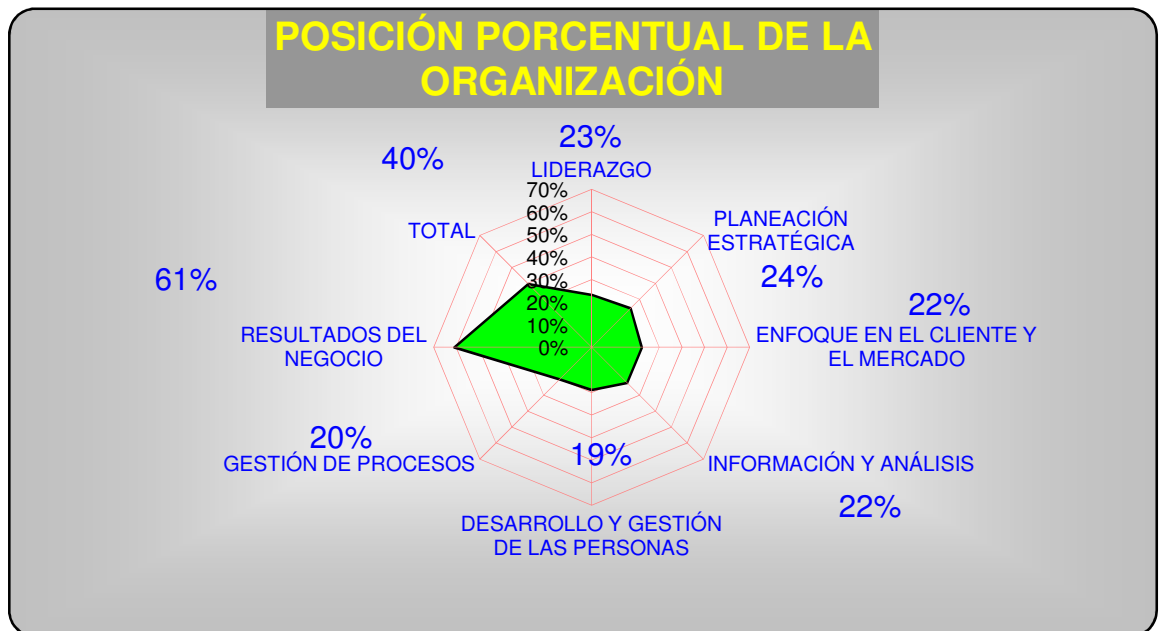 POSICIÓN PORCENTUAL DE LA
ORGANIZACIÓN
23%
40%
LIDERAZGO
70%
60%
50%
40%
30%
20%
10%
0%
TOTAL
PLANEACIÓN
ESTRATÉGICA
24%
61%
22%
RESULTADOS DEL
NEGOCIO
ENFOQUE EN EL CLIENTE Y
EL MERCADO
20%
GESTIÓN DE PROCESOS
19%
INFORMACIÓN Y ANÁLISIS
22%
DESARROLLO Y GESTIÓN
DE LAS PERSONAS